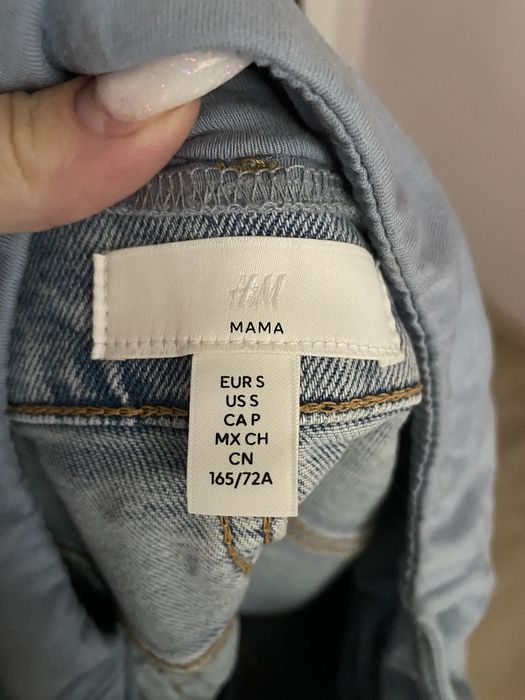 H&M
MAMA
EUR S
US S
CA P
MX CH
CN
165/72A